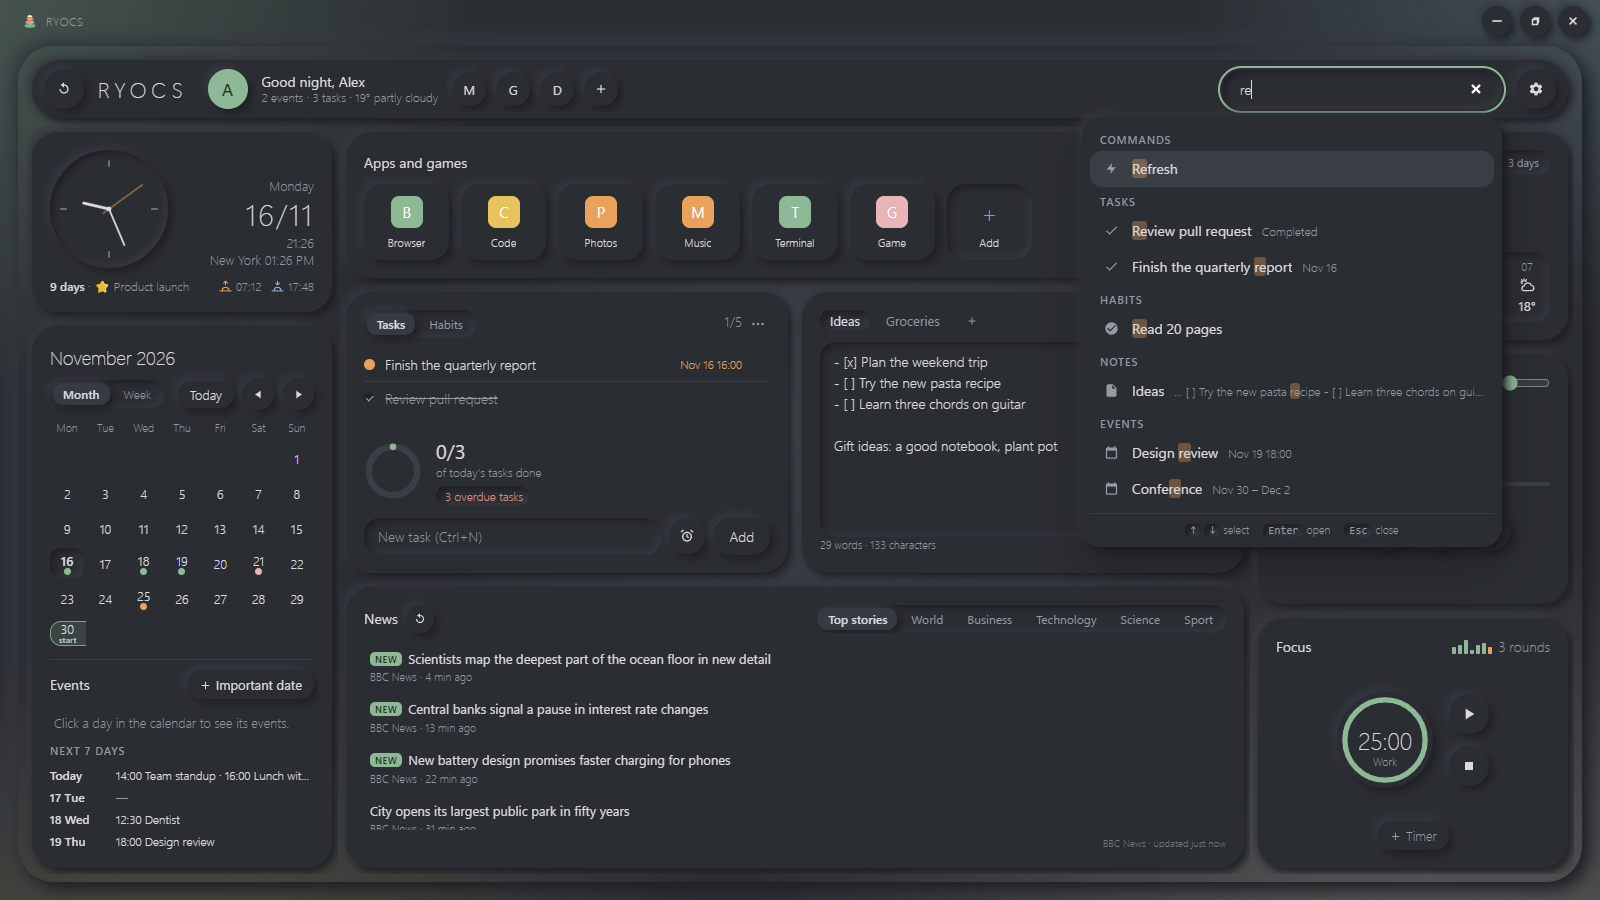 RYOCS
RYOCS
A
Good night, Alex
2 events · 3 tasks · 19° partly cloudy
M
G
D
+
re
Monday
16/11
21:26
New York 01:26 PM
9 days · Product launch
07:12
17:48
Apps and games
B
Browser
C
Code
P
Photos
M
Music
T
Terminal
G
Game
+
Add
COMMANDS
Refresh
TASKS
Review pull request Completed
Finish the quarterly report Nov 16
HABITS
Read 20 pages
NOTES
Ideas ... [ ] Try the new pasta recipe - [ ] Learn three chords on gui...
EVENTS
Design review Nov 19 18:00
Conference Nov 30 – Dec 2
↑ ↓ select Enter open Esc close
3 days
07
18°
November 2026
Month
Week
Today
Mon Tue Wed Thu Fri Sat Sun
1
2 3 4 5 6 7 8
9 10 11 12 13 14 15
16 17 18 19 20 21 22
23 24 25 26 27 28 29
30
start
Events
+ Important date
Click a day in the calendar to see its events.
NEXT 7 DAYS
Today 14:00 Team standup · 16:00 Lunch wit...
17 Tue —
18 Wed 12:30 Dentist
19 Thu 18:00 Design review
Tasks
Habits
1/5
...
Finish the quarterly report Nov 16 16:00
Review pull request
0/3
of today's tasks done
3 overdue tasks
New task (Ctrl+N)
Add
Ideas
Groceries
+
- [x] Plan the weekend trip
- [ ] Try the new pasta recipe
- [ ] Learn three chords on guitar
Gift ideas: a good notebook, plant pot
29 words · 133 characters
News
Top stories
World
Business
Technology
Science
Sport
NEW Scientists map the deepest part of the ocean floor in new detail
BBC News · 4 min ago
NEW Central banks signal a pause in interest rate changes
BBC News · 13 min ago
NEW New battery design promises faster charging for phones
BBC News · 22 min ago
City opens its largest public park in fifty years
BBC News · 31 min ago
BBC News · updated just now
Focus
3 rounds
25:00
Work
+ Timer